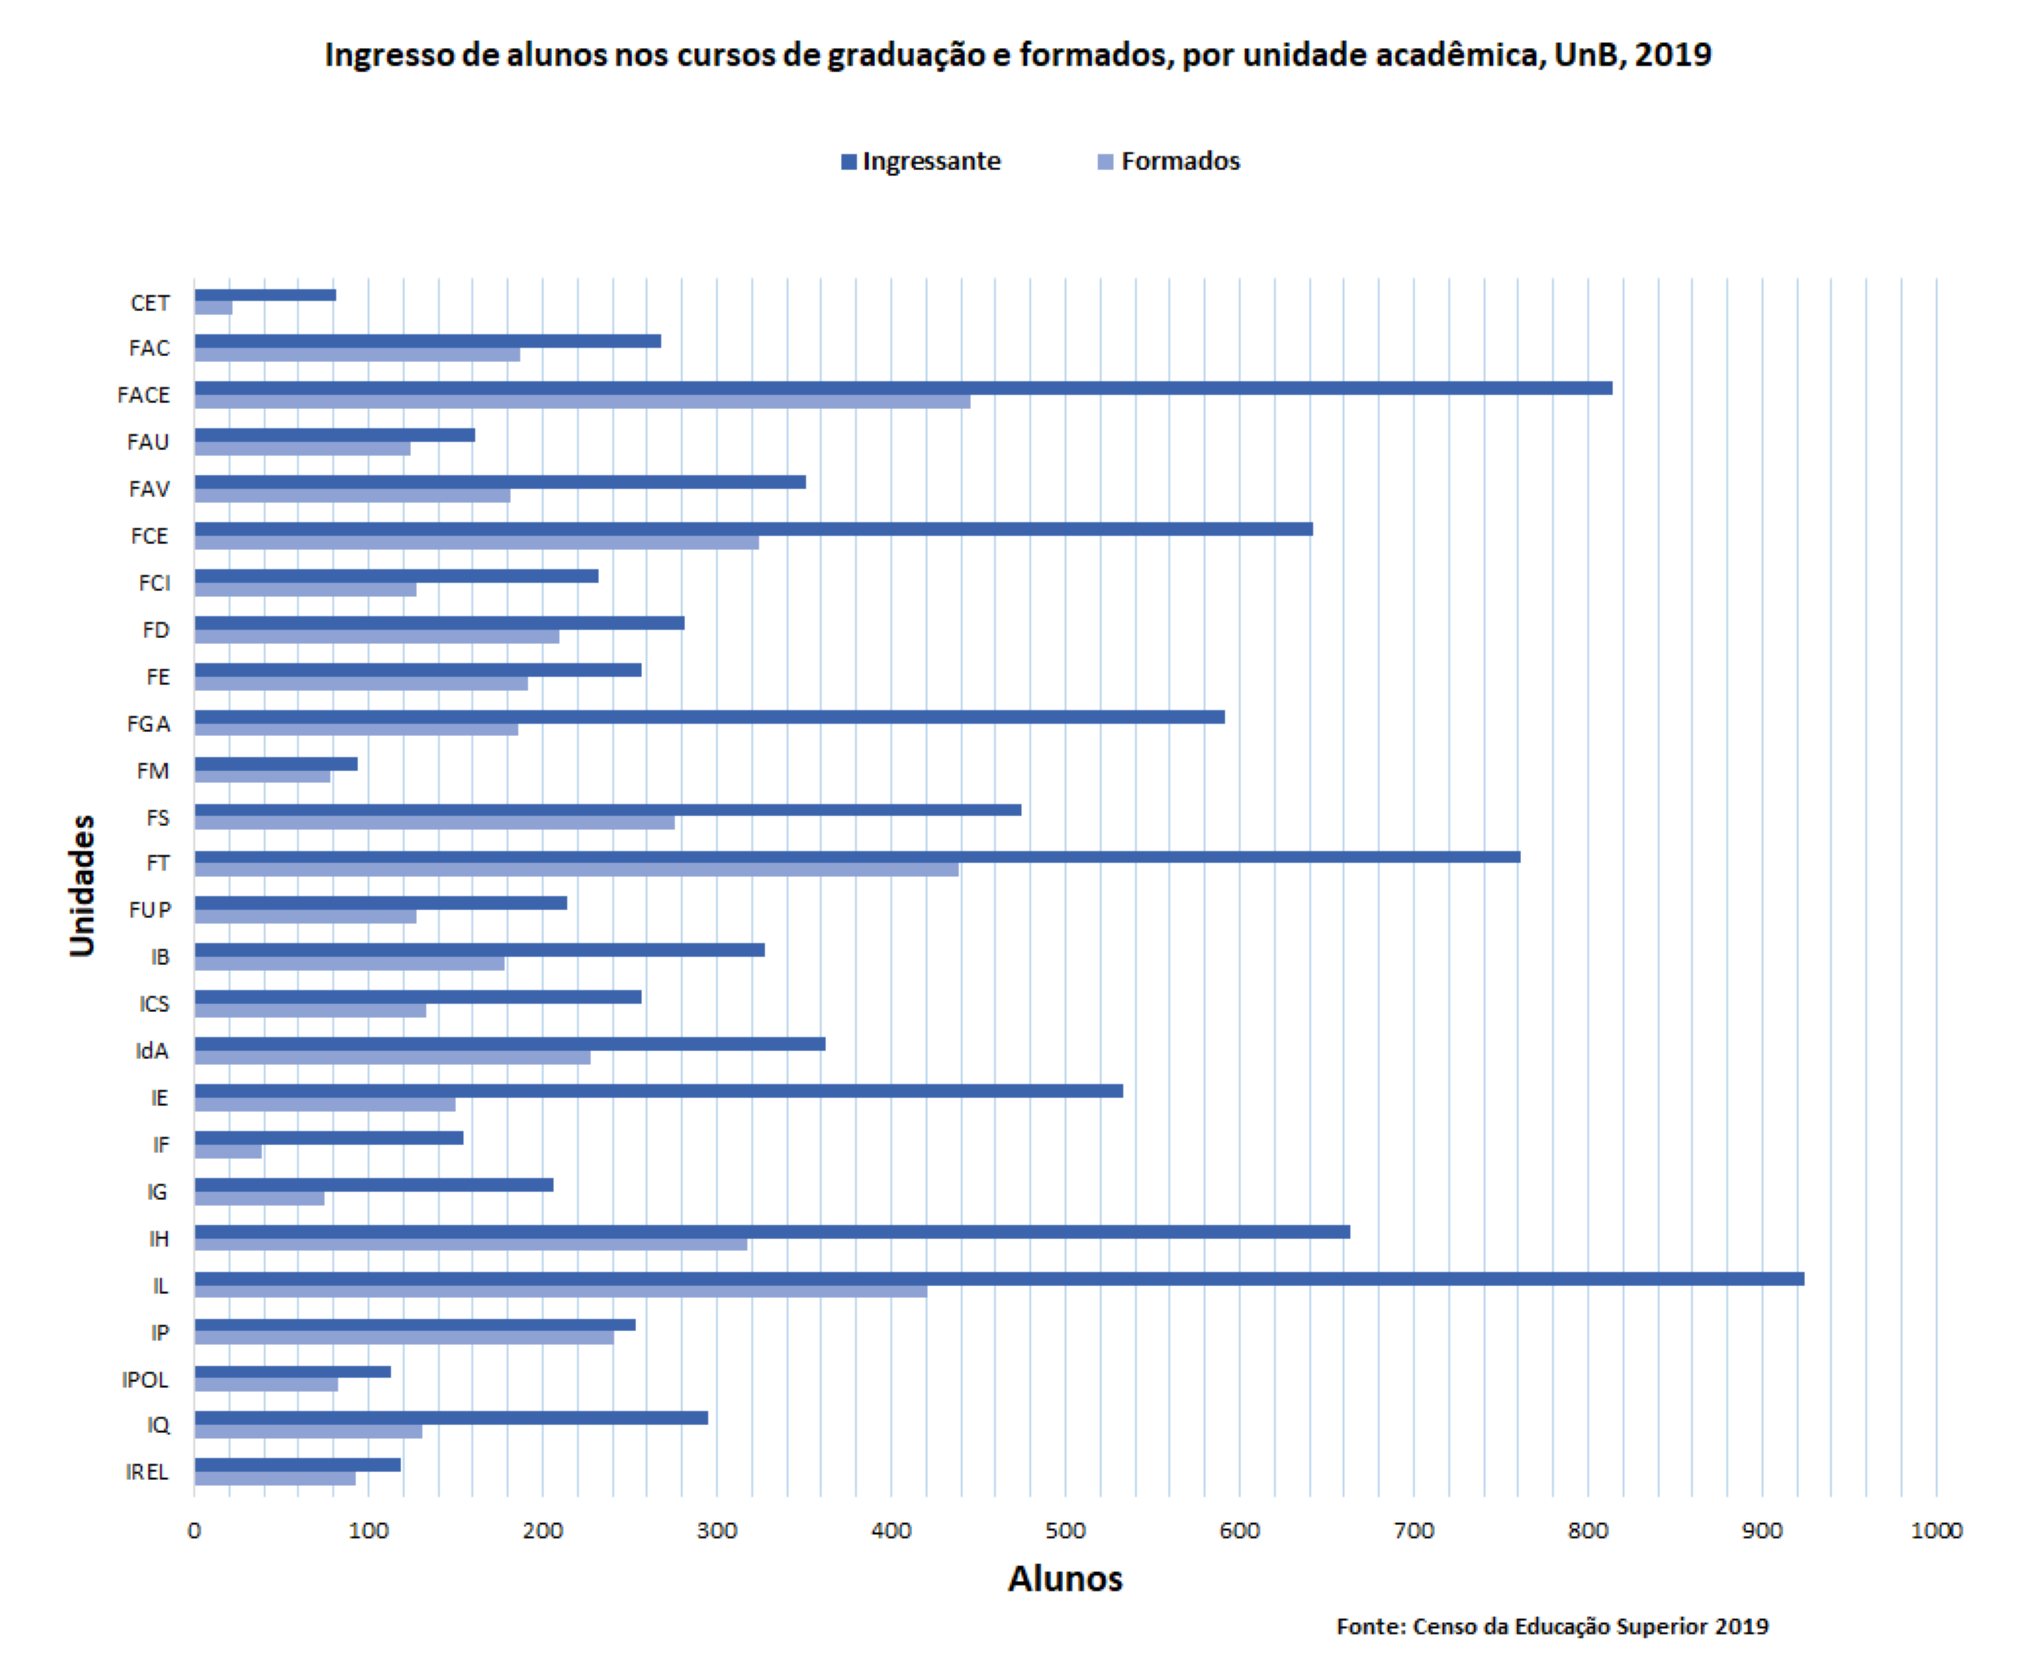 Ingresso de alunos nos cursos de graduação e formados, por unidade acadêmica, UnB, 2019
Ingressante Formados
CET
FAC
FACE
FAU
FAV
FCE
FCI
FD
FE
FGA
FM
FS
FT
FUP
IB
ICS
IdA
IE
IF
IG
IH
IL
IP
IPOL
IQ
IREL
Unidades
0 100 200 300 400 500 600 700 800 900 1000
Alunos
Fonte: Censo da Educação Superior 2019